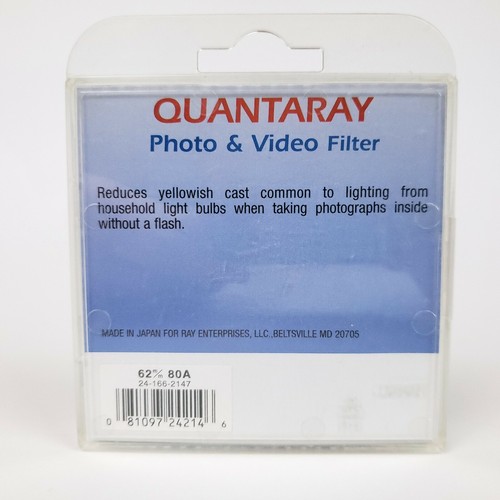 QUANTARAY
Photo & Video Filter
Reduces yellowish cast common to lighting from
household light bulbs when taking photographs inside
without a flash.
MADE IN JAPAN FOR RAY ENTERPRISES, LLC.,BELTSVILLE MD 20705
62m/m 80A
24-166-2147
0 81097 24214 6